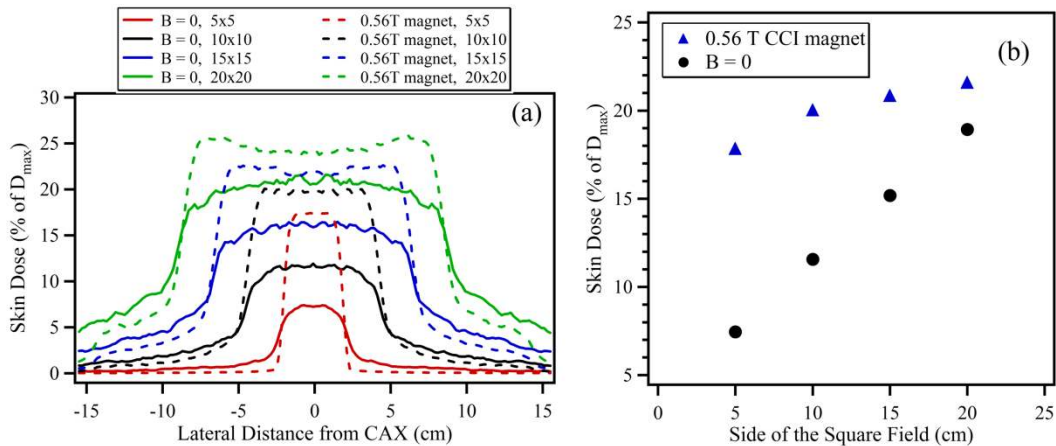 B = 0, 5x5 0.56T magnet, 5x5
B = 0, 10x10 0.56T magnet, 10x10
B = 0, 15x15 0.56T magnet, 15x15
B = 0, 20x20 0.56T magnet, 20x20
(a)
30
25
20
15
10
5
0
Skin Dose (% of Dmax)
-15 -10 -5 0 5 10 15
Lateral Distance from CAX (cm)
0.56 T CCI magnet
B = 0
(b)
25
20
15
10
5
Skin Dose (% of Dmax)
0 5 10 15 20 25
Side of the Square Field (cm)